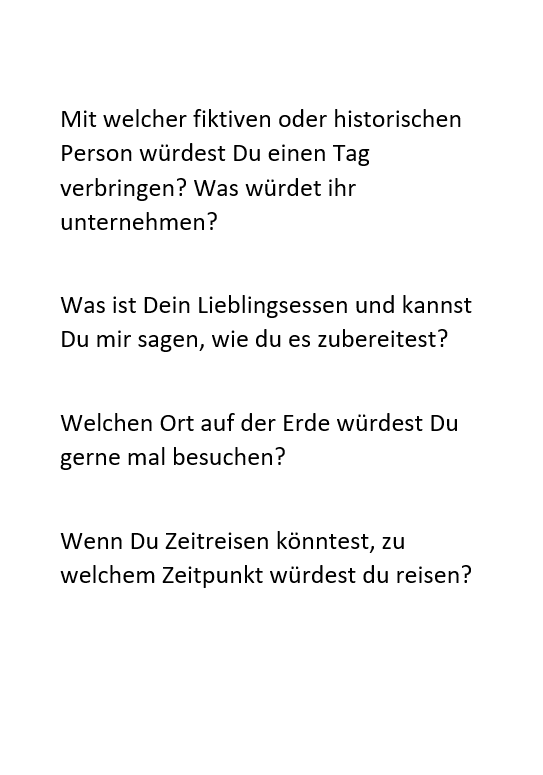 Mit welcher fiktiven oder historischen
Person würdest Du einen Tag
verbringen? Was würdet ihr
unternehmen?
Was ist Dein Lieblingsessen und kannst
Du mir sagen, wie du es zubereitest?
Welchen Ort auf der Erde würdest Du
gerne mal besuchen?
Wenn Du Zeitreisen könntest, zu
welchem Zeitpunkt würdest du reisen?